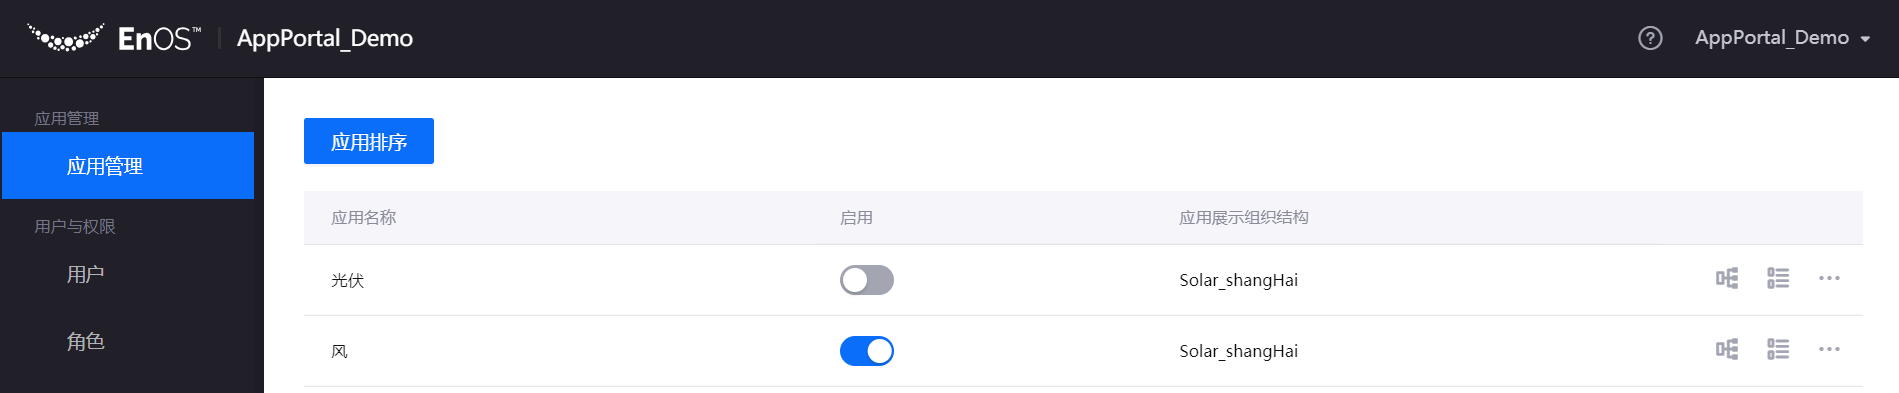 EnOS™ AppPortal_Demo
? AppPortal_Demo
应用管理
应用管理
用户与权限
用户
角色
应用排序
应用名称 启用 应用展示组织结构
光伏 Solar_shangHai
风 Solar_shangHai